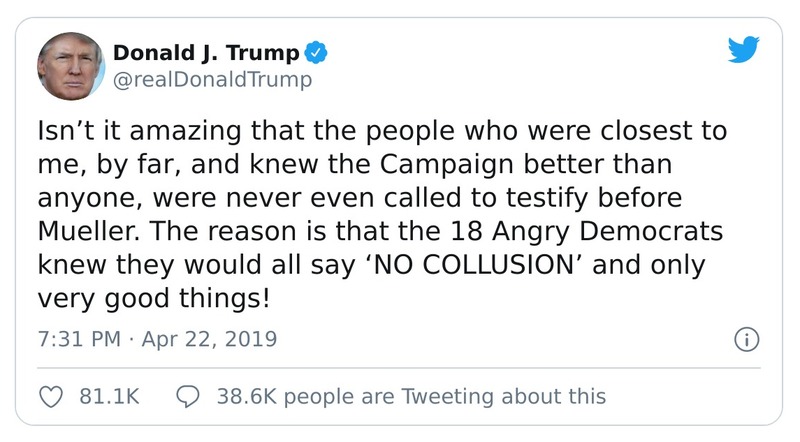 Donald J. Trump
@realDonaldTrump
Isn’t it amazing that the people who were closest to
me, by far, and knew the Campaign better than
anyone, were never even called to testify before
Mueller. The reason is that the 18 Angry Democrats
knew they would all say ‘NO COLLUSION’ and only
very good things!
7:31 PM · Apr 22, 2019
81.1K
38.6K people are Tweeting about this